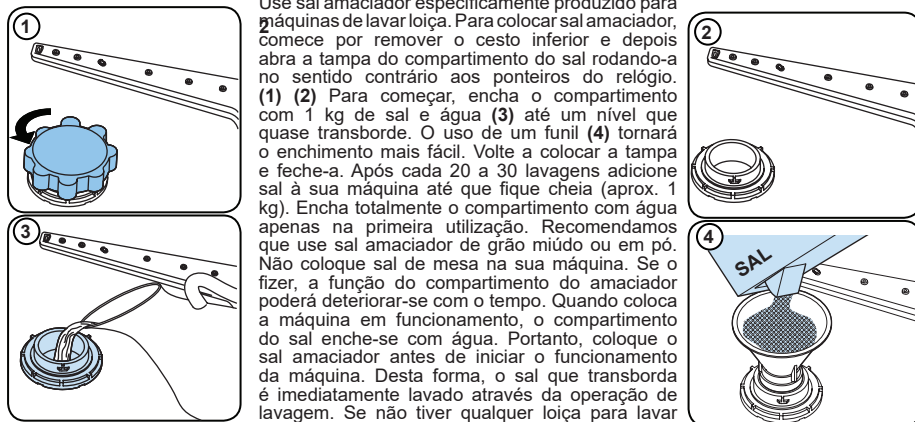 1
Use sal amaciador especificamente produzido para
2
máquinas de lavar loiça. Para colocar sal amaciador,
comece por remover o cesto inferior e depois
abra a tampa do compartimento do sal rodando-a
no sentido contrário aos ponteiros do relógio.
(1) (2) Para começar, encha o compartimento
com 1 kg de sal e água (3) até um nível que
quase transborde. O uso de um funil (4) tornará
o enchimento mais fácil. Volte a colocar a tampa
e feche-a. Após cada 20 a 30 lavagens adicione
sal à sua máquina até que fique cheia (aprox. 1
kg). Encha totalmente o compartimento com água
apenas na primeira utilização. Recomendamos
que use sal amaciador de grão miúdo ou em pó.
Não coloque sal de mesa na sua máquina. Se o
fizer, a função do compartimento do amaciador
poderá deteriorar-se com o tempo. Quando coloca
a máquina em funcionamento, o compartimento
do sal enche-se com água. Portanto, coloque o
sal amaciador antes de iniciar o funcionamento
da máquina. Desta forma, o sal que transborda
é imediatamente lavado através da operação de
lavagem. Se não tiver qualquer loiça para lavar
2
3
4
SAL